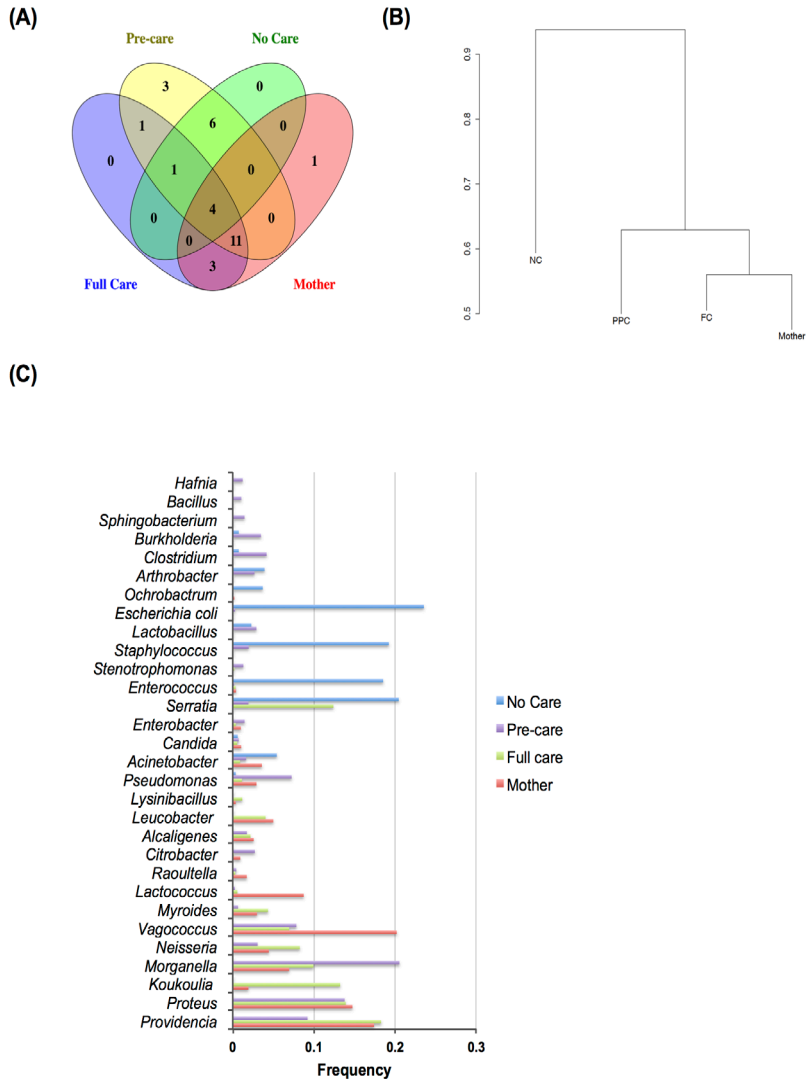 (A)
Pre-care
No Care
3
0
1
6
0
0
1
0
1
0
4
0
0
11
3
Full Care
Mother
(B)
0.9
0.8
0.7
0.6
0.5
NC
PPC
FC
Mother
(C)
Hafnia
Bacillus
Sphingobacterium
Burkholderia
Clostridium
Arthrobacter
Ochrobactrum
Escherichia coli
Lactobacillus
Staphylococcus
Stenotrophomonas
Enterococcus
Serratia
Enterobacter
Candida
Acinetobacter
Pseudomonas
Lysinibacillus
Leucobacter
Alcaligenes
Citrobacter
Raoultella
Lactococcus
Myroides
Vagococcus
Neisseria
Morganella
Koukoulia
Proteus
Providencia
0 0.1 0.2 0.3
Frequency
No Care
Pre-care
Full care
Mother